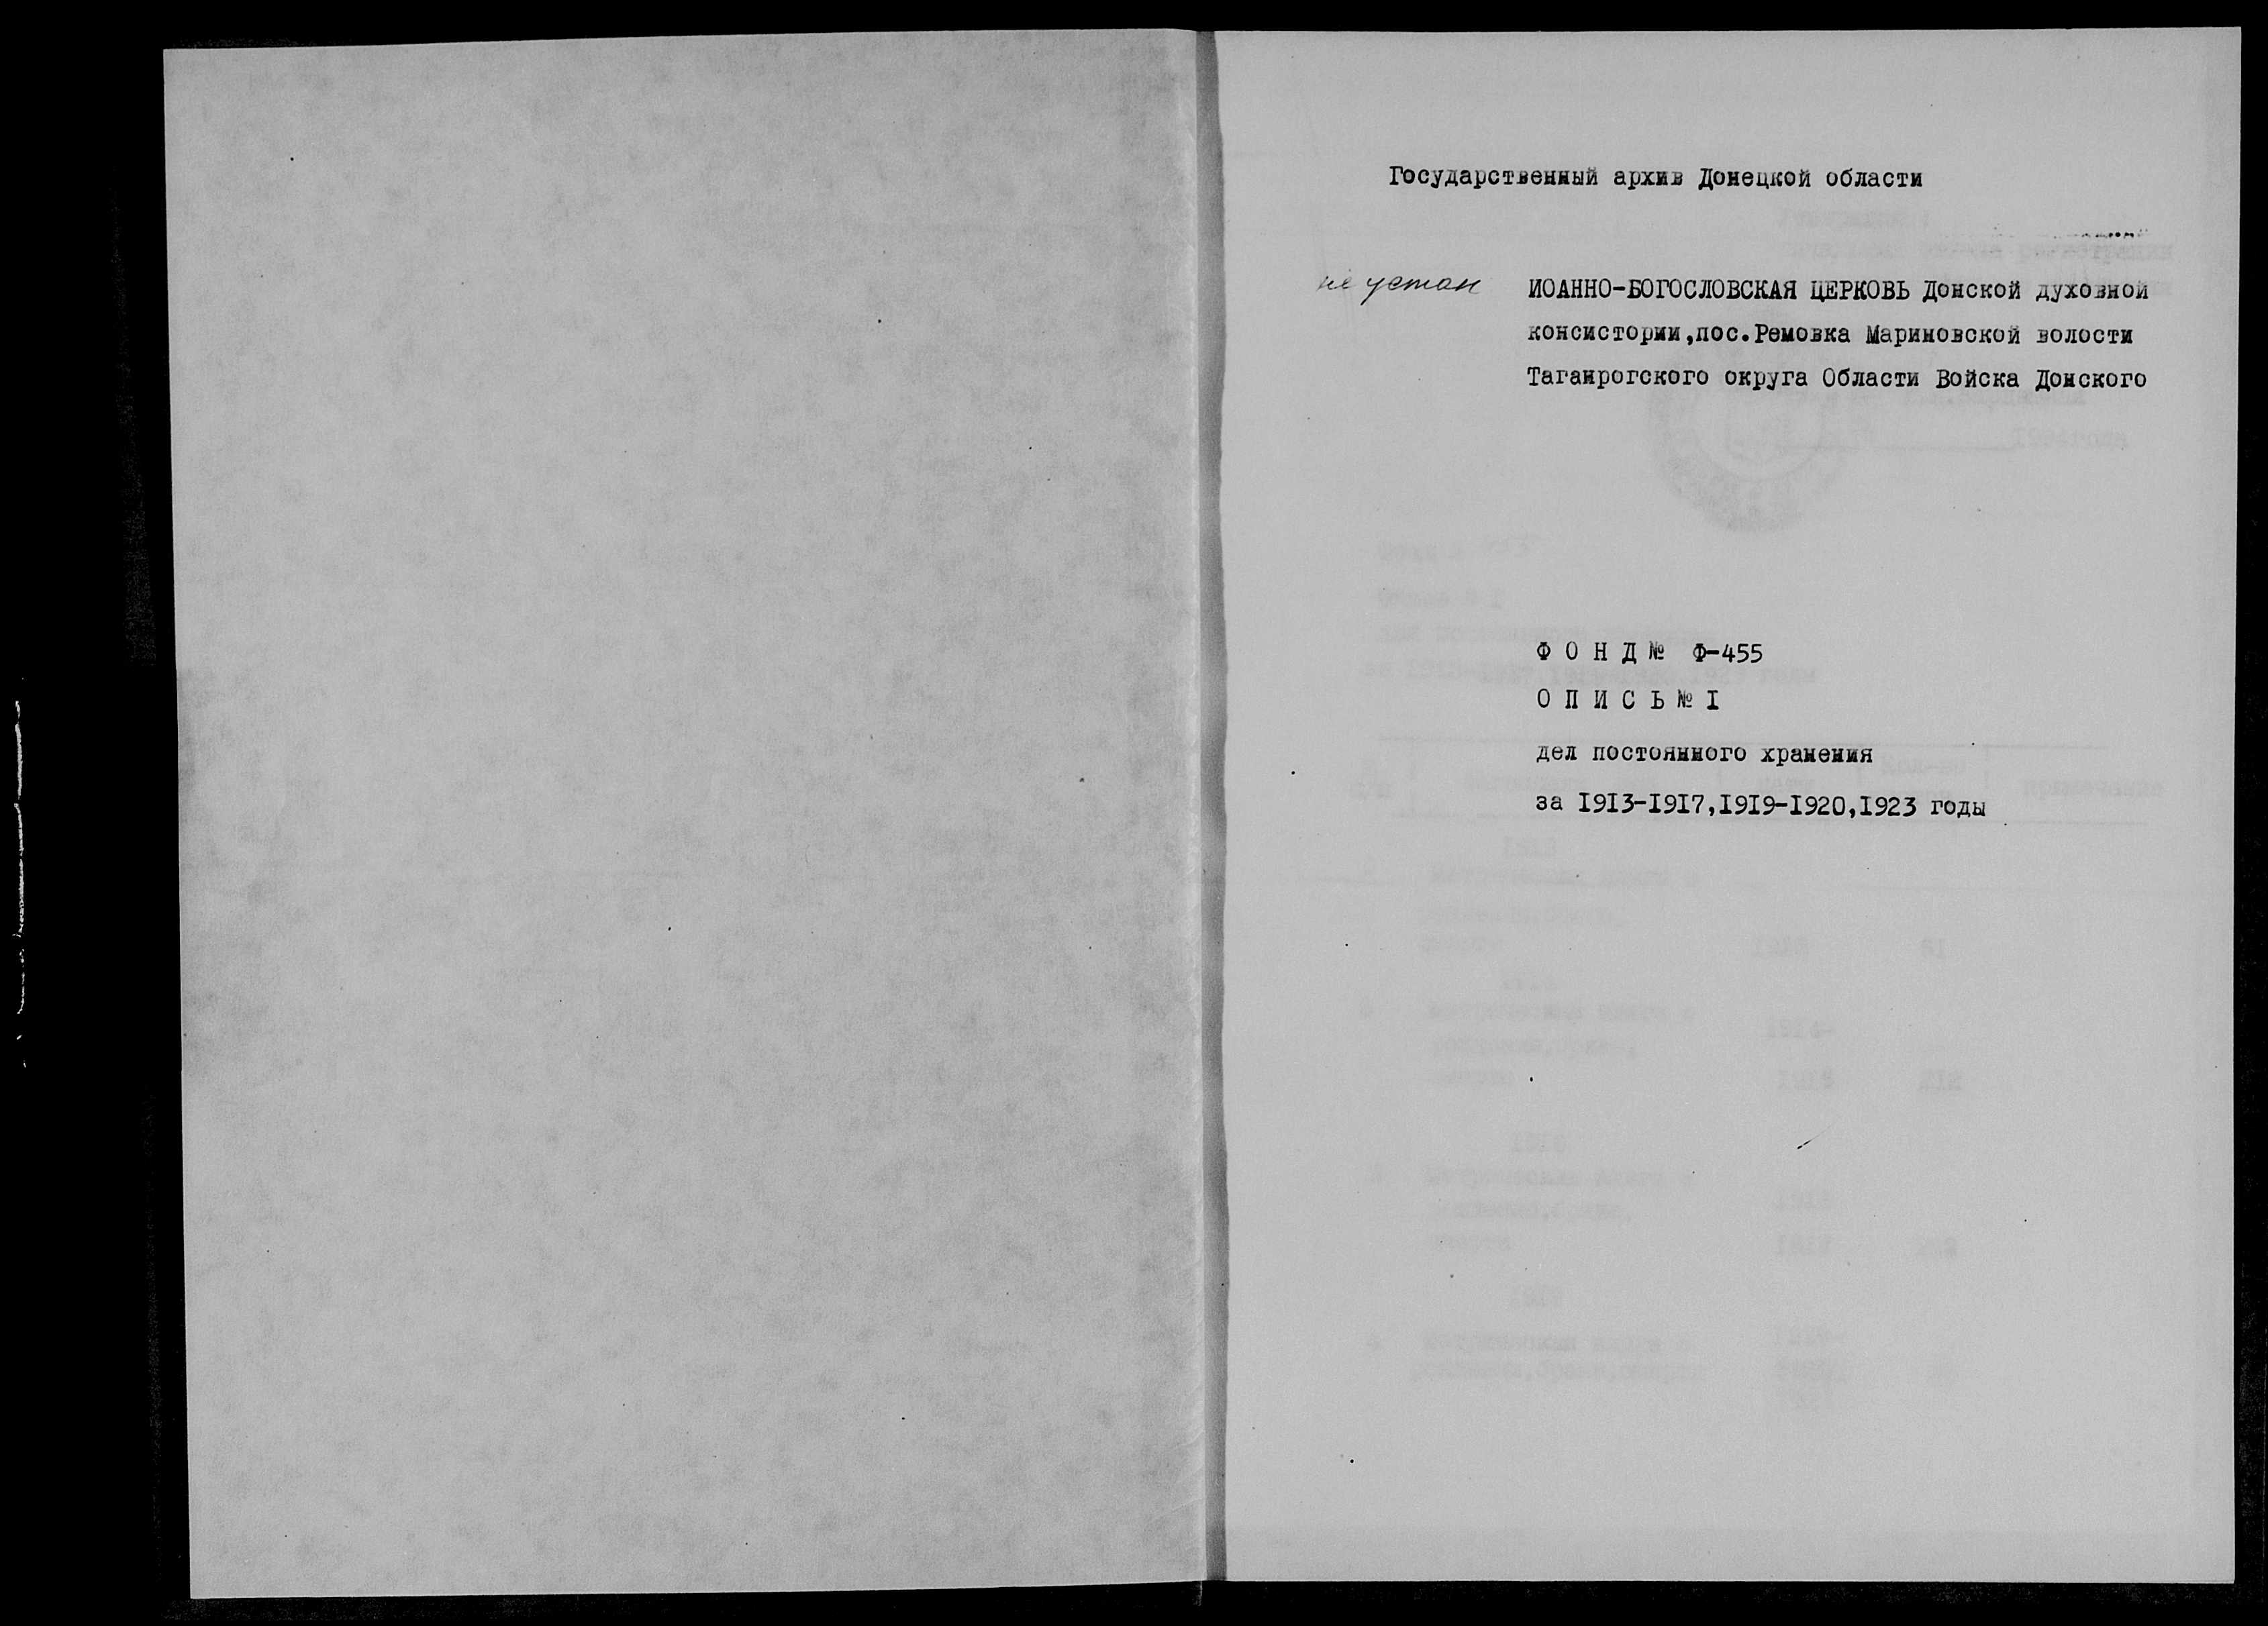 Государственный архив Донецкой области
не устан ИОАННО-БОГОСЛОВСКАЯ ЦЕРКОВЬ Донской духовной
консистории,пос.Ремовка Мариновской волости
Таганрогского округа Области Войска Донского
Ф О Н Д № Ф-455
О П И С Ь № I
дел постоянного хранения
за I9I3-I9I7,I9I9-I920,I923 годы